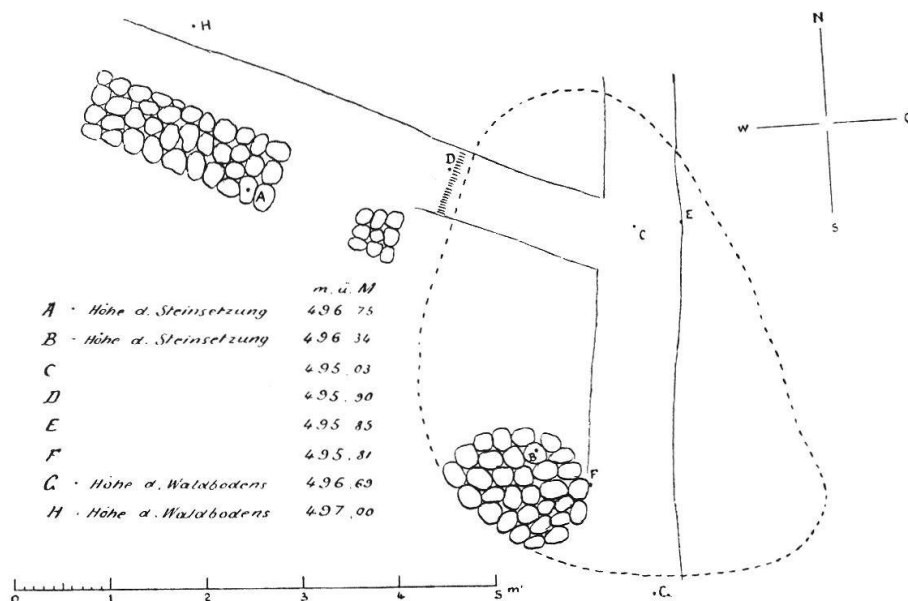 H
N
W
O
S
D
E
C
A
m. ü. M
A · Höhe d. Steinsetzung 496 75
B · Höhe d. Steinsetzung 496 34
C 495.03
D 495.90
E 495.85
F 495.81
G · Höhe d. Waldbodens 496.69
H · Höhe d. Waldbodens 497.00
B
F
0 1 2 3 4 5 m'
G